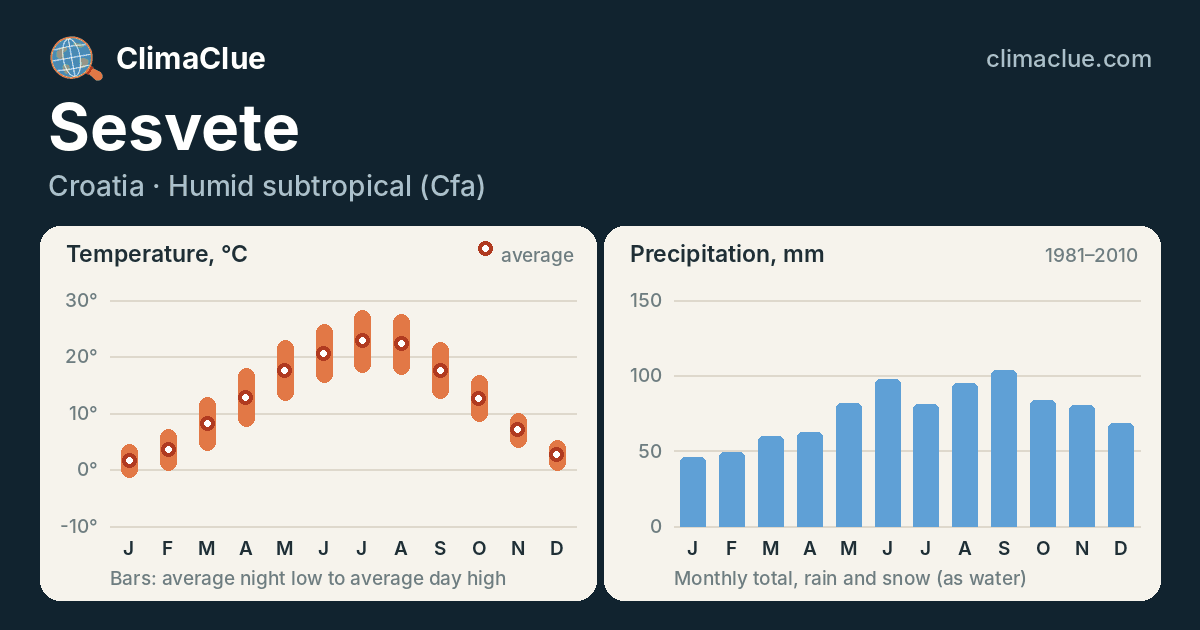 ClimaClue
climaclue.com
Sesvete
Croatia · Humid subtropical (Cfa)
Temperature, °C
average
30°
20°
10°
0°
-10°
J F M A M J J A S O N D
Bars: average night low to average day high
Precipitation, mm
1981–2010
150
100
50
0
J F M A M J J A S O N D
Monthly total, rain and snow (as water)